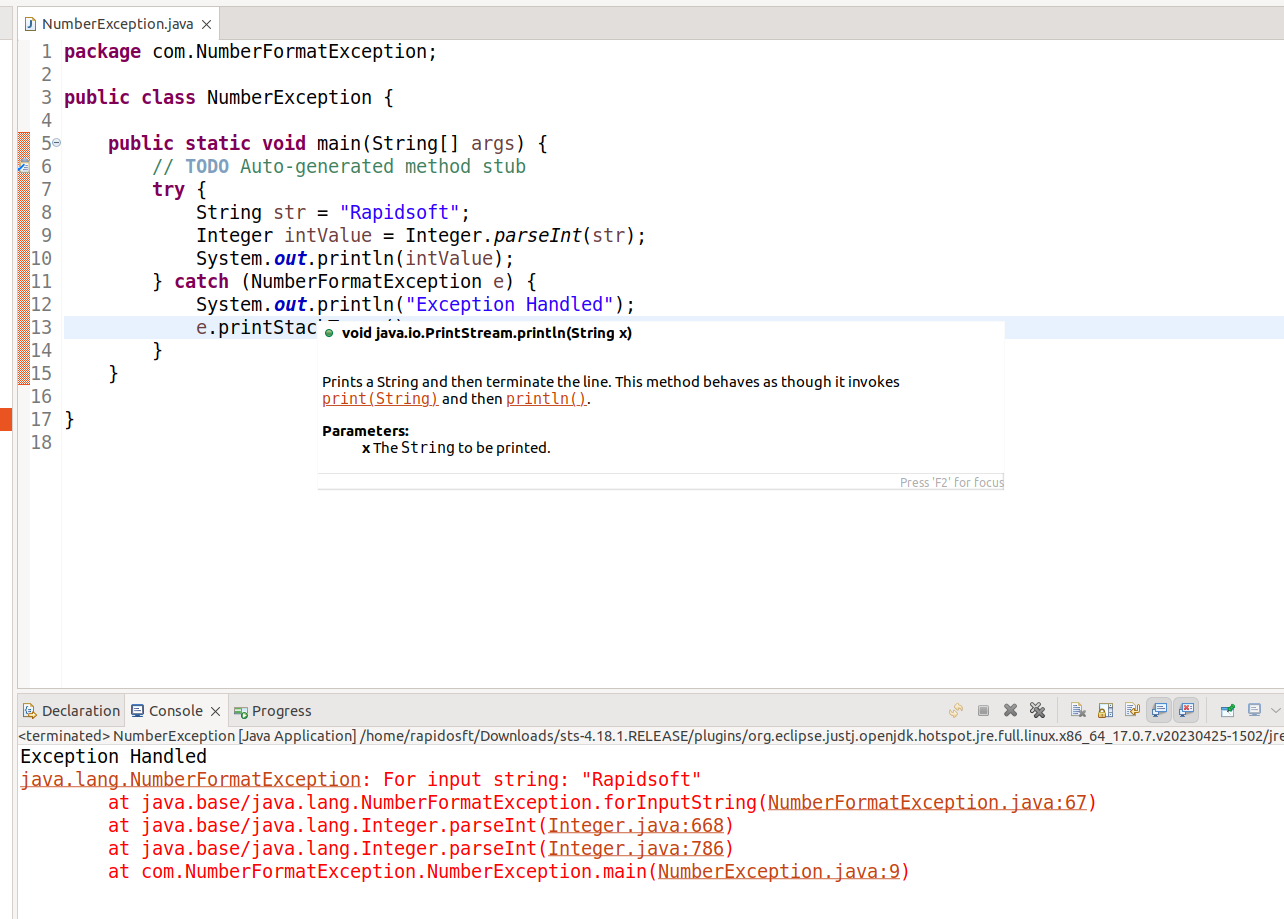 NumberException.java
1 package com.NumberFormatException;
2
3 public class NumberException {
4
5 public static void main(String[] args) {
6 // TODO Auto-generated method stub
7 try {
8 String str = "Rapidsoft";
9 Integer intValue = Integer.parseInt(str);
10 System.out.println(intValue);
11 } catch (NumberFormatException e) {
12 System.out.println("Exception Handled");
13 e.printStac
void java.io.PrintStream.println(String x)
14 }
15 }
Prints a String and then terminate the line. This method behaves as though it invokes
16
print(String) and then println().
17 }
Parameters:
18
x The String to be printed.
Press 'F2' for focus
Declaration Console Progress
<terminated> NumberException [Java Application] /home/rapidosft/Downloads/sts-4.18.1.RELEASE/plugins/org.eclipse.justj.openjdk.hotspot.jre.full.linux.x86_64_17.0.7.v20230425-1502/jre
Exception Handled
java.lang.NumberFormatException: For input string: "Rapidsoft"
at java.base/java.lang.NumberFormatException.forInputString(NumberFormatException.java:67)
at java.base/java.lang.Integer.parseInt(Integer.java:668)
at java.base/java.lang.Integer.parseInt(Integer.java:786)
at com.NumberFormatException.NumberException.main(NumberException.java:9)